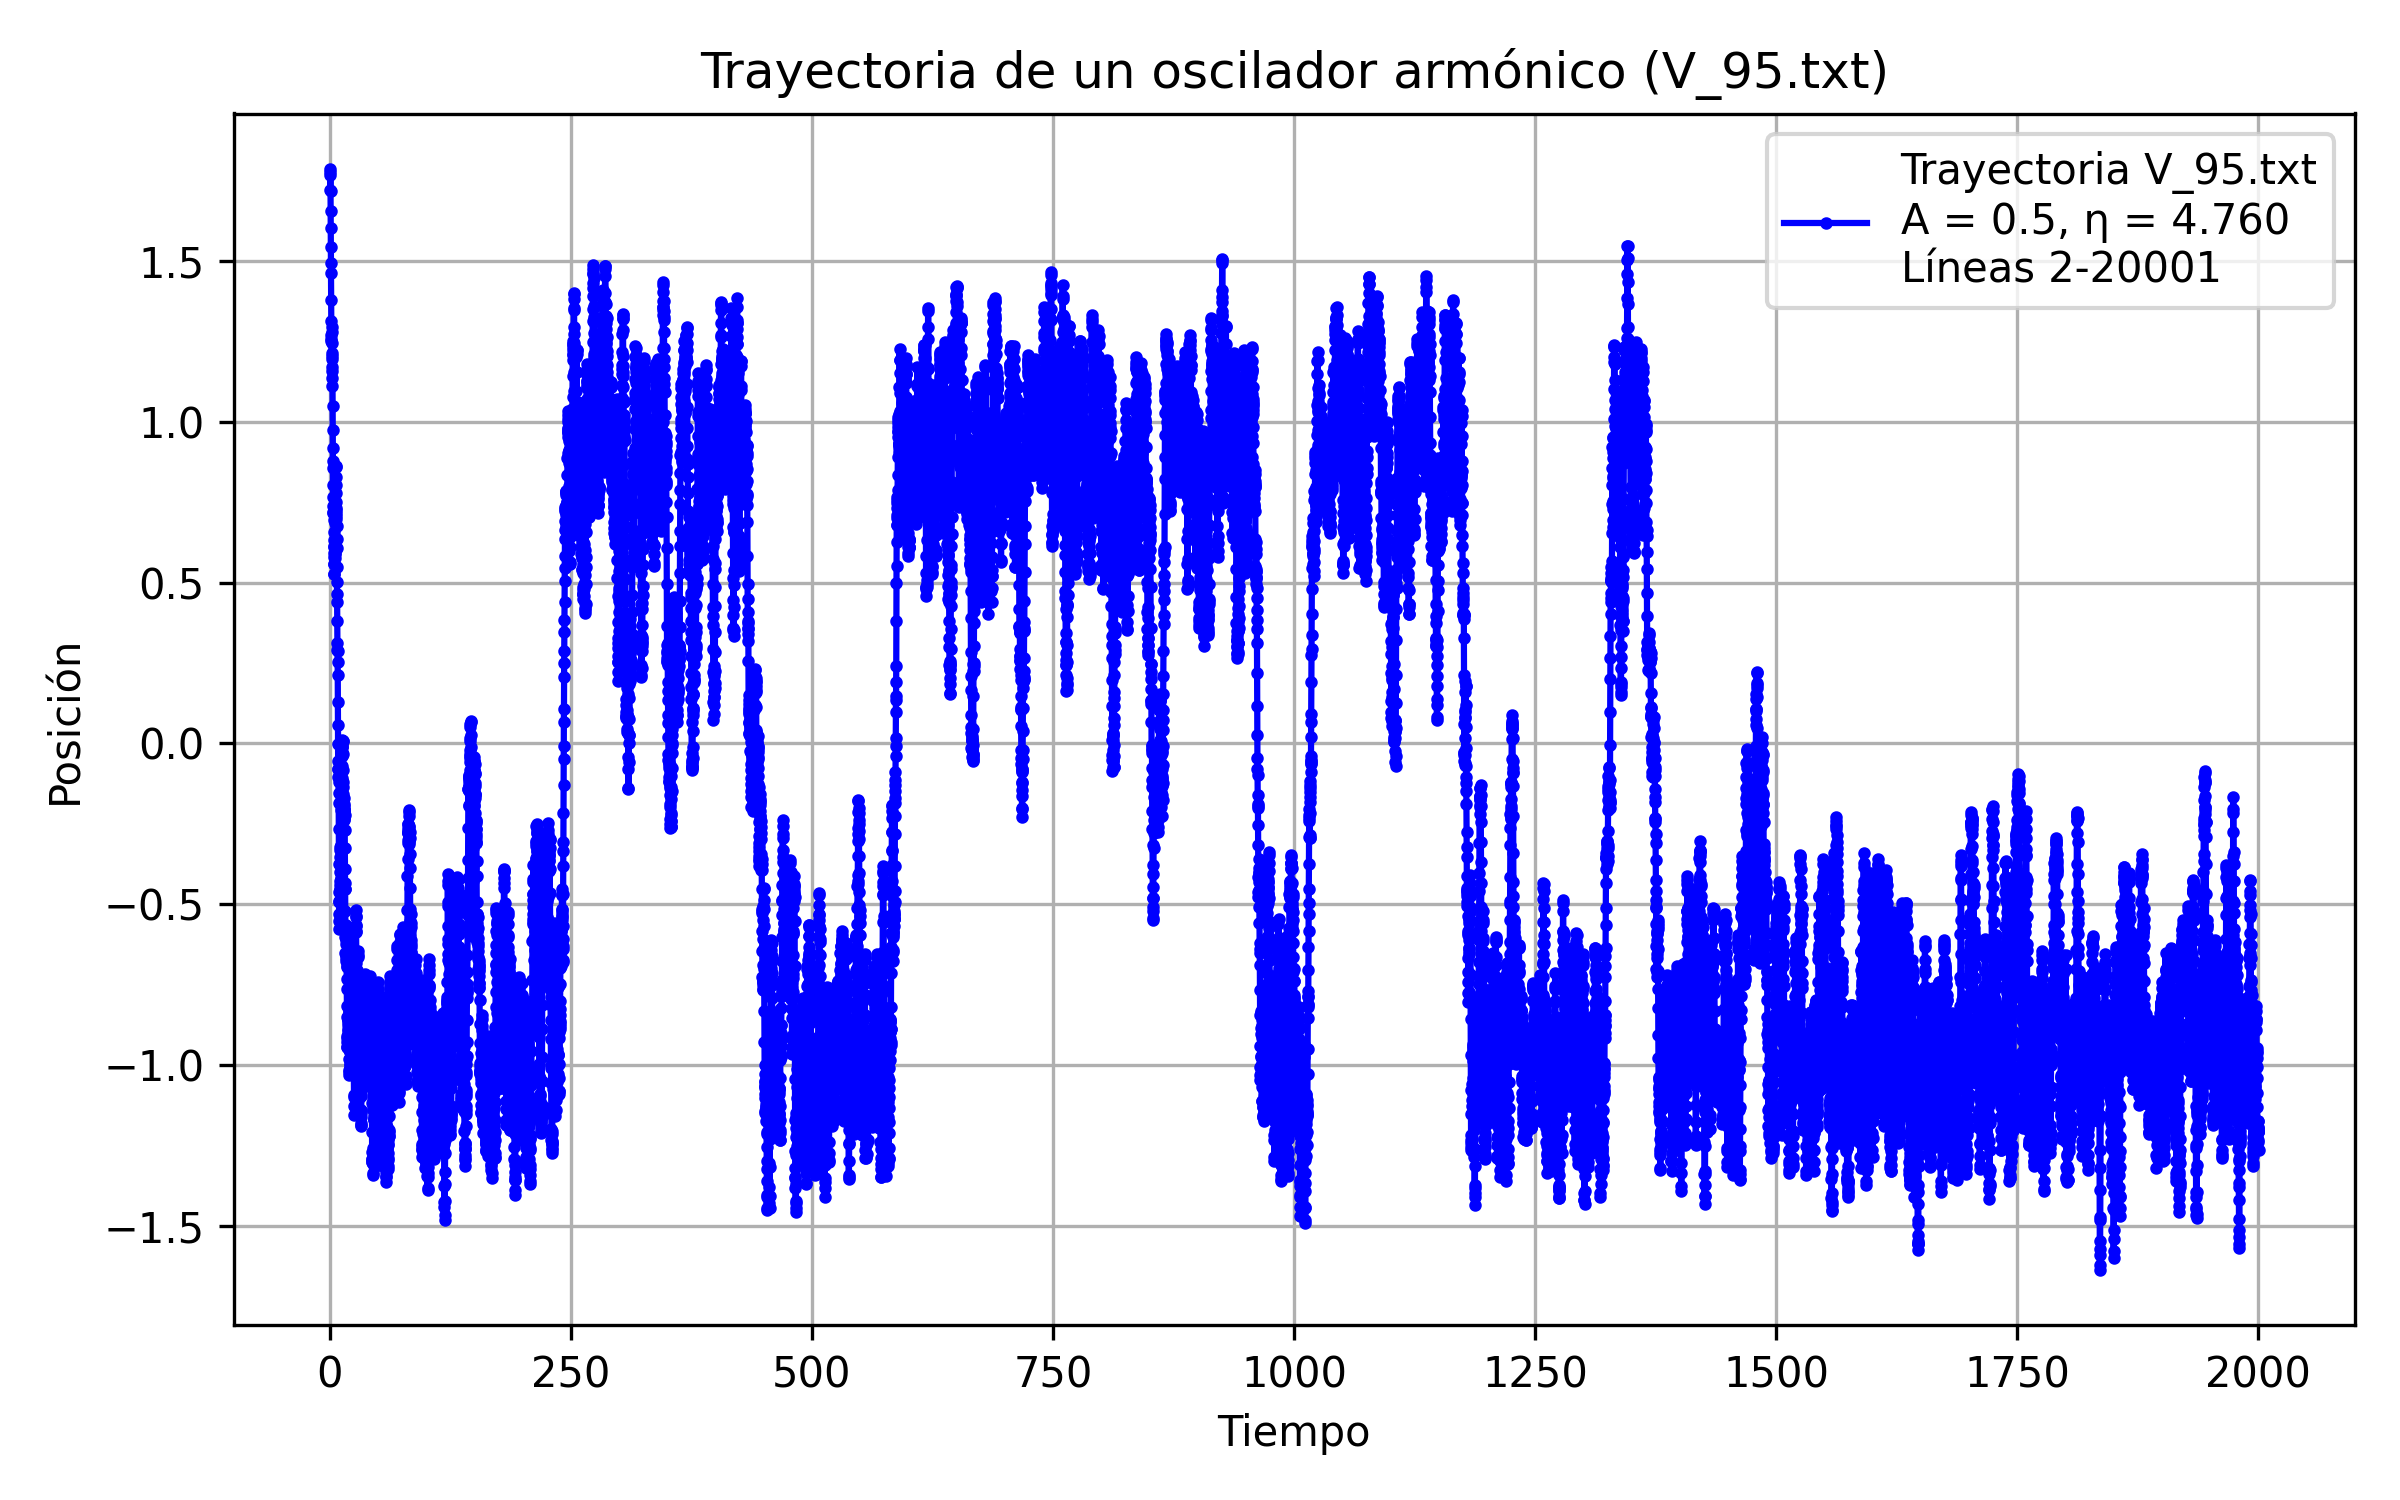 Trayectoria de un oscilador armónico (V_95.txt)
Trayectoria V_95.txt
A = 0.5, η = 4.760
Líneas 2-20001
1.5
1.0
0.5
0.0
−0.5
−1.0
−1.5
Posición
0 250 500 750 1000 1250 1500 1750 2000
Tiempo